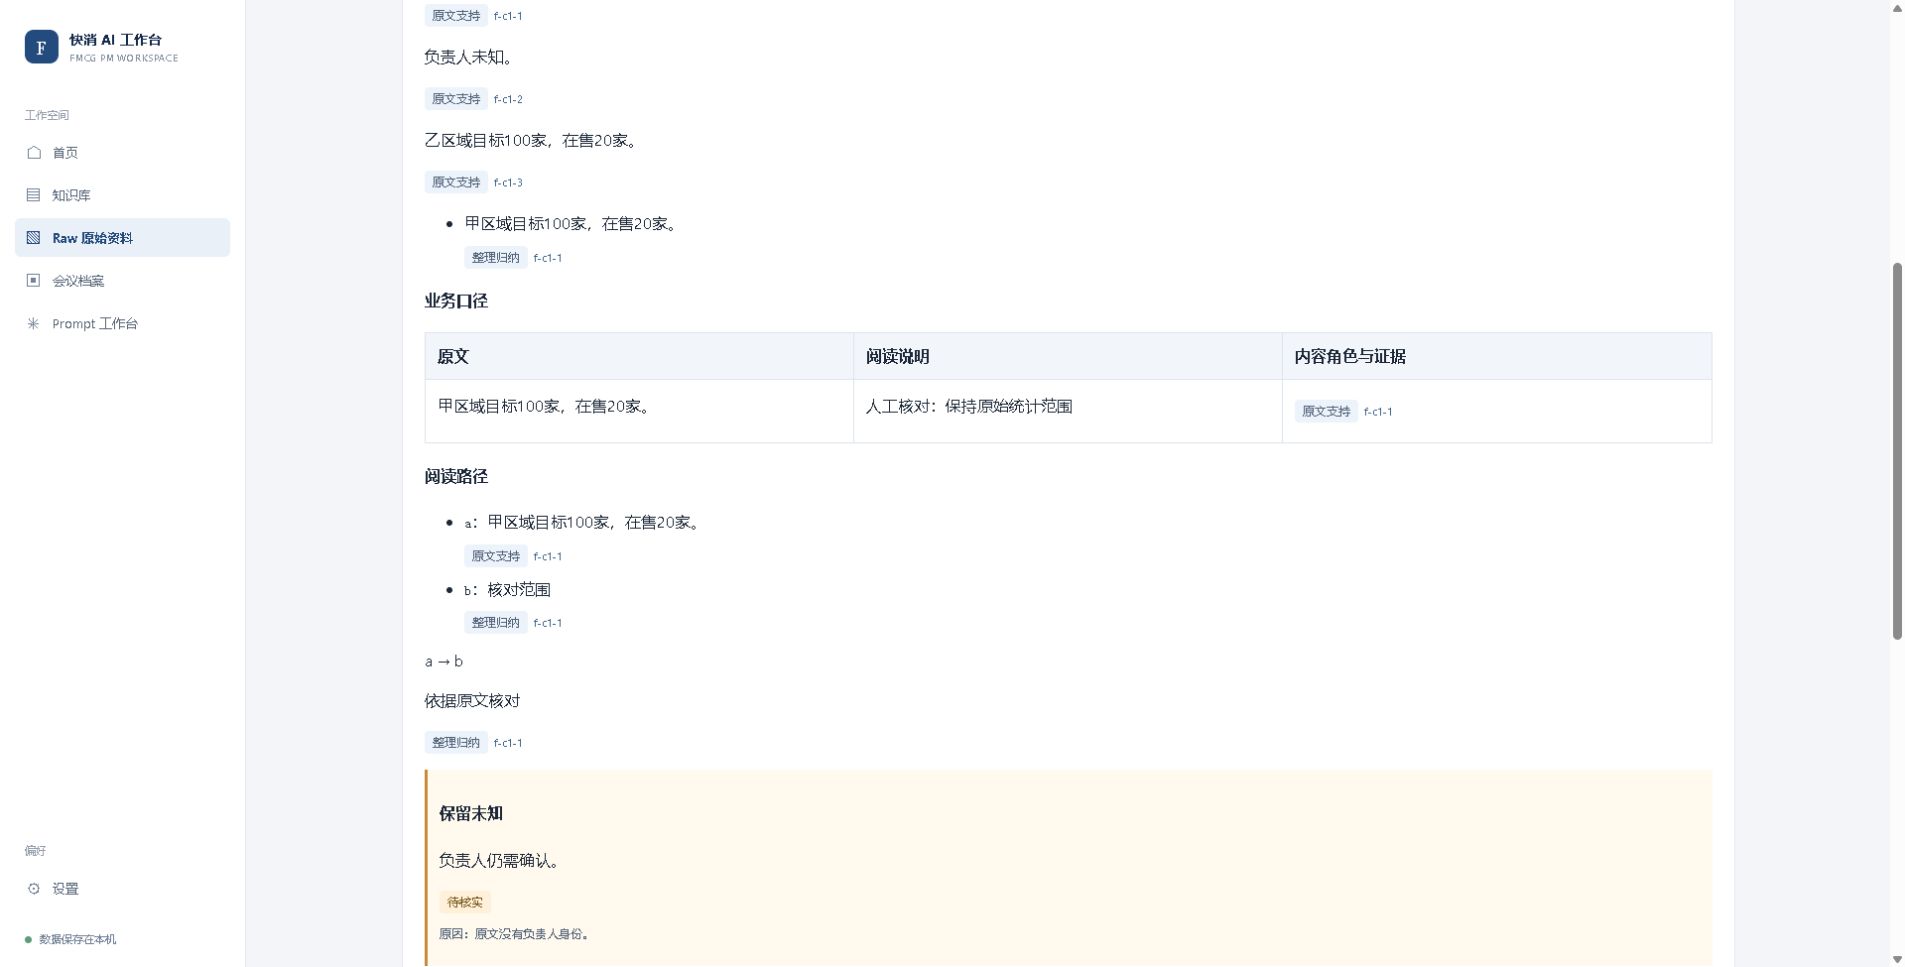 F
快消 AI 工作台
FMCG PM WORKSPACE
工作空间
首页
知识库
Raw 原始资料
会议档案
Prompt 工作台
偏好
设置
数据保存在本机
原文支持 f-c1-1
负责人未知。
原文支持 f-c1-2
乙区域目标100家，在售20家。
原文支持 f-c1-3
甲区域目标100家，在售20家。
整理归纳 f-c1-1
业务口径
原文 阅读说明 内容角色与证据
甲区域目标100家，在售20家。 人工核对：保持原始统计范围 原文支持 f-c1-1
阅读路径
a：甲区域目标100家，在售20家。
原文支持 f-c1-1
b：核对范围
整理归纳 f-c1-1
a → b
依据原文核对
整理归纳 f-c1-1
保留未知
负责人仍需确认。
待核实
原因：原文没有负责人身份。